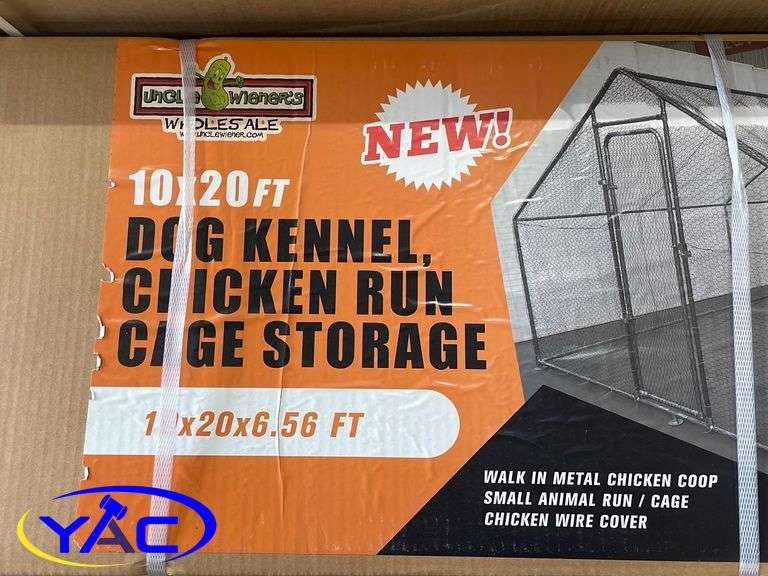 UNCLE WIENER'S
WHOLESALE
WWW.UNCLEWIENER.COM
NEW!
10x20 FT
DOG KENNEL,
CHICKEN RUN
CAGE STORAGE
10x20x6.56 FT
WALK IN METAL CHICKEN COOP
SMALL ANIMAL RUN / CAGE
CHICKEN WIRE COVER
YAC